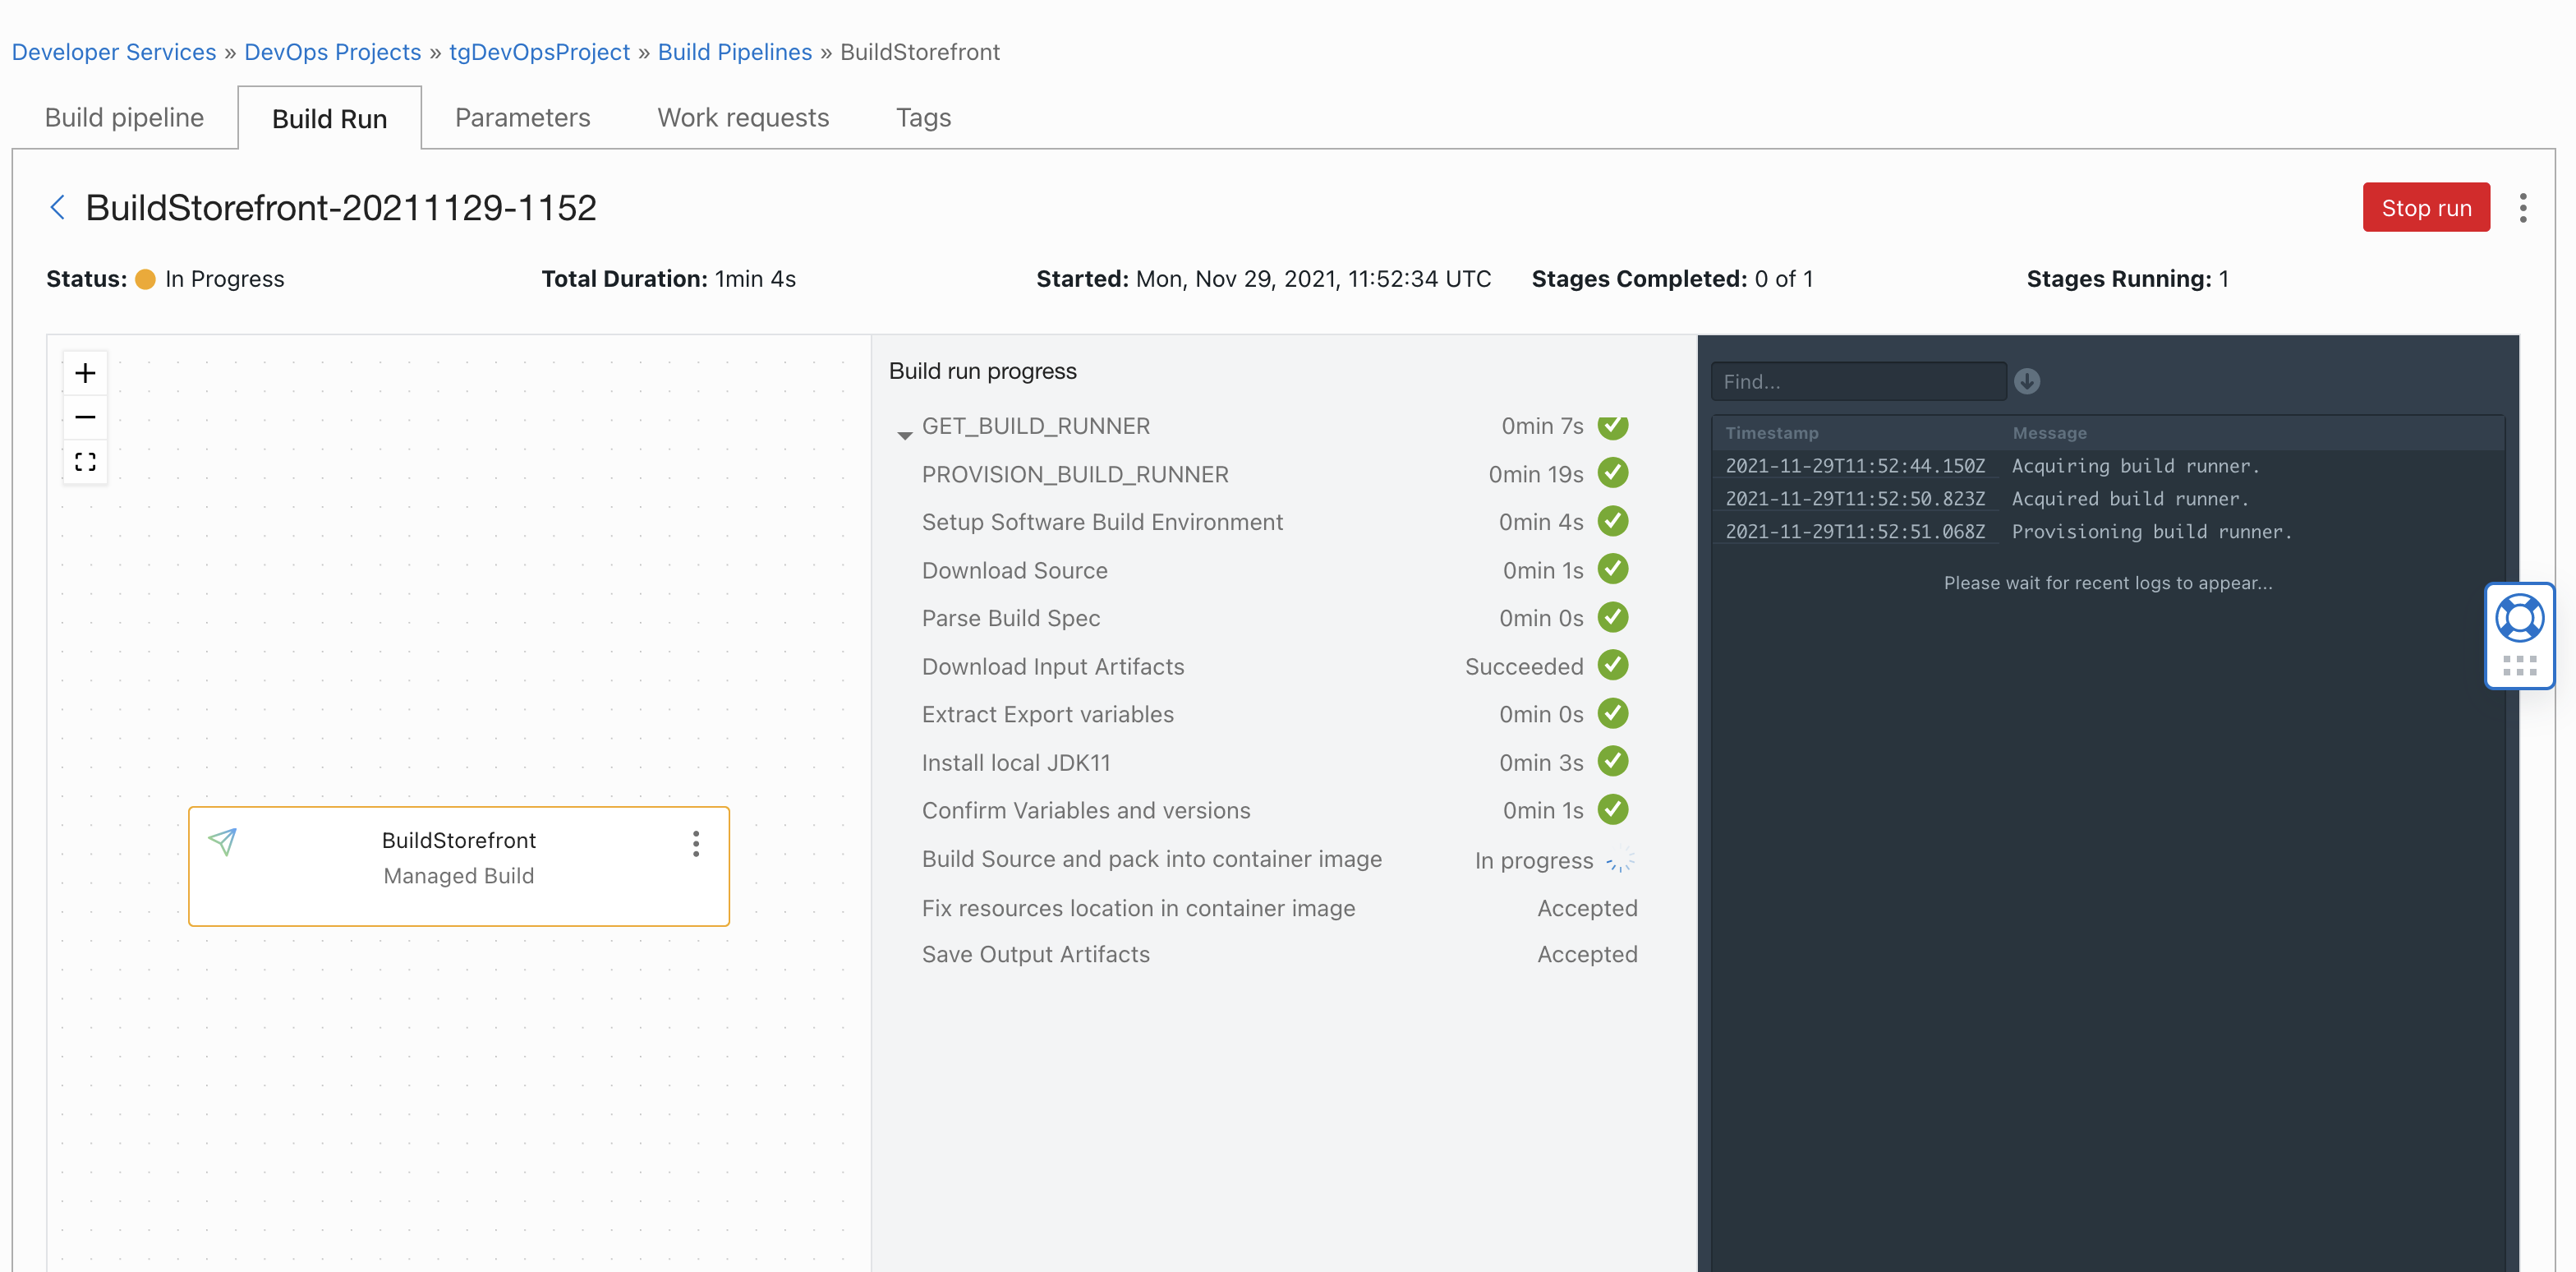 Developer Services » DevOps Projects » tgDevOpsProject » Build Pipelines » BuildStorefront
Build pipeline Build Run Parameters Work requests Tags
BuildStorefront-20211129-1152
Stop run
Status: In Progress Total Duration: 1min 4s Started: Mon, Nov 29, 2021, 11:52:34 UTC Stages Completed: 0 of 1 Stages Running: 1
BuildStorefront
Managed Build
Build run progress
GET_BUILD_RUNNER 0min 7s
PROVISION_BUILD_RUNNER 0min 19s
Setup Software Build Environment 0min 4s
Download Source 0min 1s
Parse Build Spec 0min 0s
Download Input Artifacts Succeeded
Extract Export variables 0min 0s
Install local JDK11 0min 3s
Confirm Variables and versions 0min 1s
Build Source and pack into container image In progress
Fix resources location in container image Accepted
Save Output Artifacts Accepted
Find...
Timestamp Message
2021-11-29T11:52:44.150Z Acquiring build runner.
2021-11-29T11:52:50.823Z Acquired build runner.
2021-11-29T11:52:51.068Z Provisioning build runner.
Please wait for recent logs to appear...